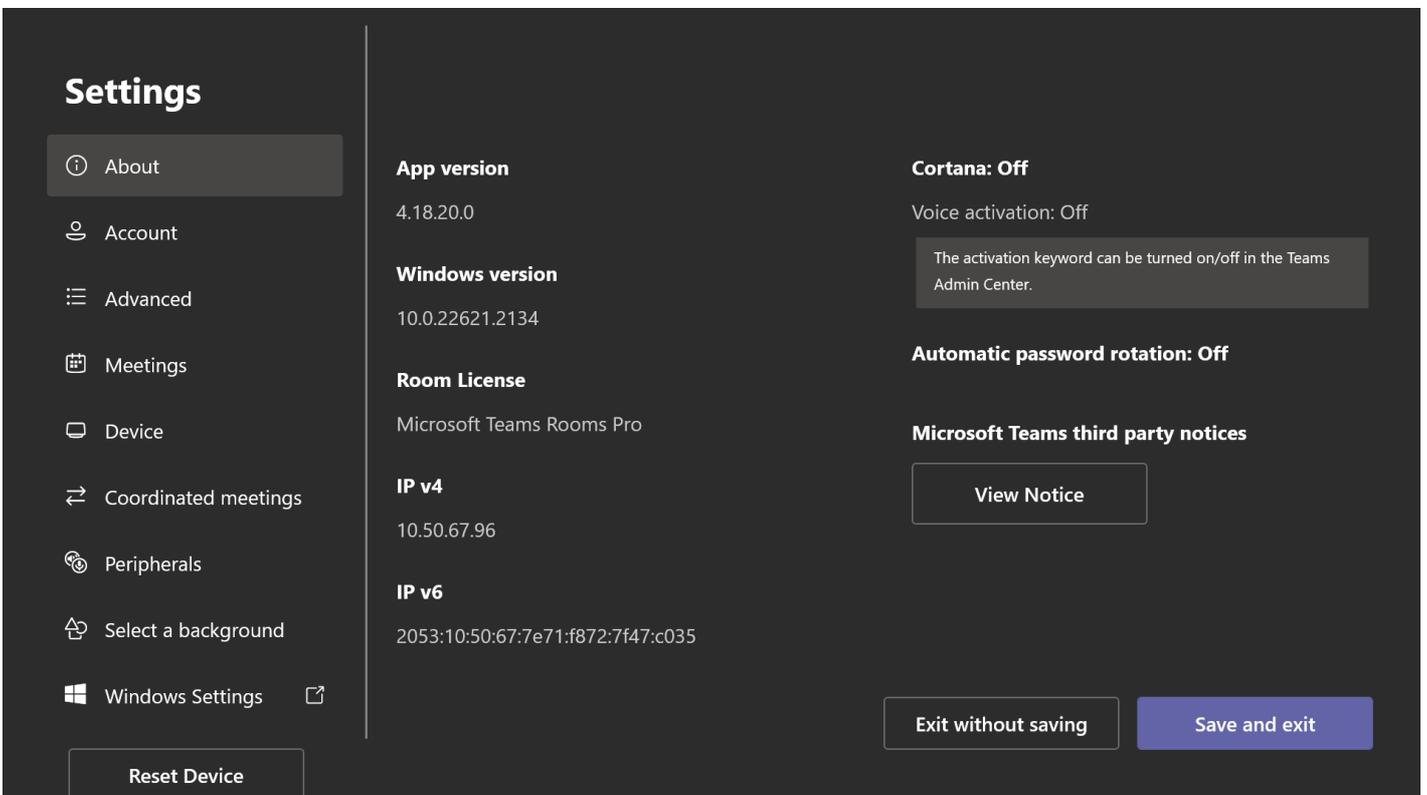 Settings
About
Account
Advanced
Meetings
Device
Coordinated meetings
Peripherals
Select a background
Windows Settings
Reset Device
App version
4.18.20.0
Windows version
10.0.22621.2134
Room License
Microsoft Teams Rooms Pro
IP v4
10.50.67.96
IP v6
2053:10:50:67:7e71:f872:7f47:c035
Cortana: Off
Voice activation: Off
The activation keyword can be turned on/off in the Teams
Admin Center.
Automatic password rotation: Off
Microsoft Teams third party notices
View Notice
Exit without saving
Save and exit